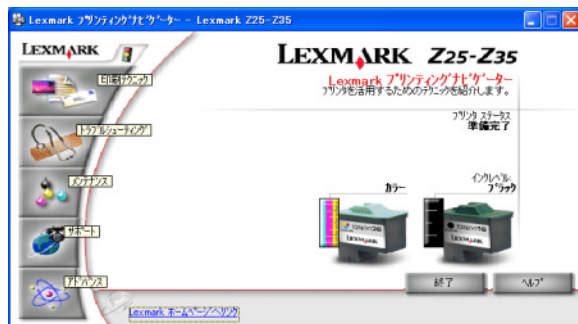 Lexmark プリンティングナビゲーター - Lexmark Z25-Z35
LEXMARK
LEXMARK Z25-Z35
Lexmark プリンティングナビゲーター
プリンタを活用するためのテクニックを紹介します。
印刷テクニック
プリンタ ステータス
準備完了
トラブルシューティング
メンテナンス
カラー
インクレベル:
ブラック
サポート
LEXMARK
LEXMARK
アドバンス
終了
ヘルプ
Lexmark ホームページへリンク